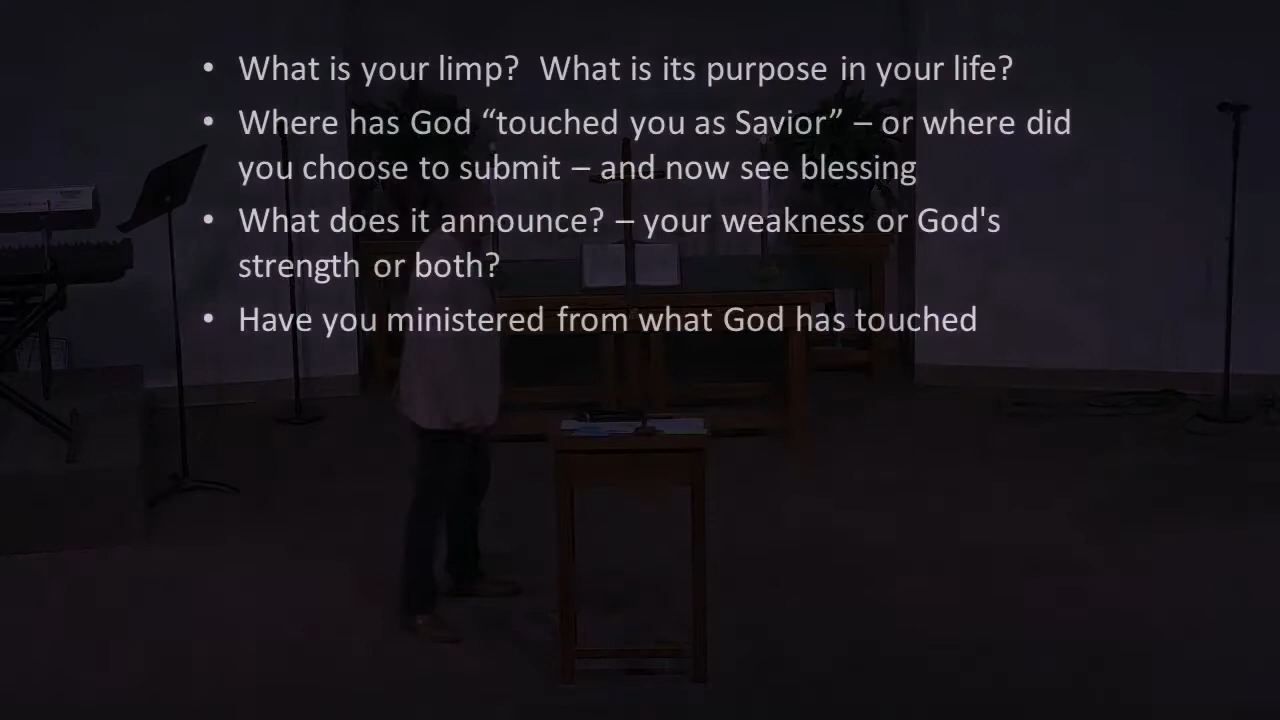 • What is your limp?  What is its purpose in your life?
• Where has God “touched you as Savior” – or where did
you choose to submit – and now see blessing
• What does it announce? – your weakness or God's
strength or both?
• Have you ministered from what God has touched